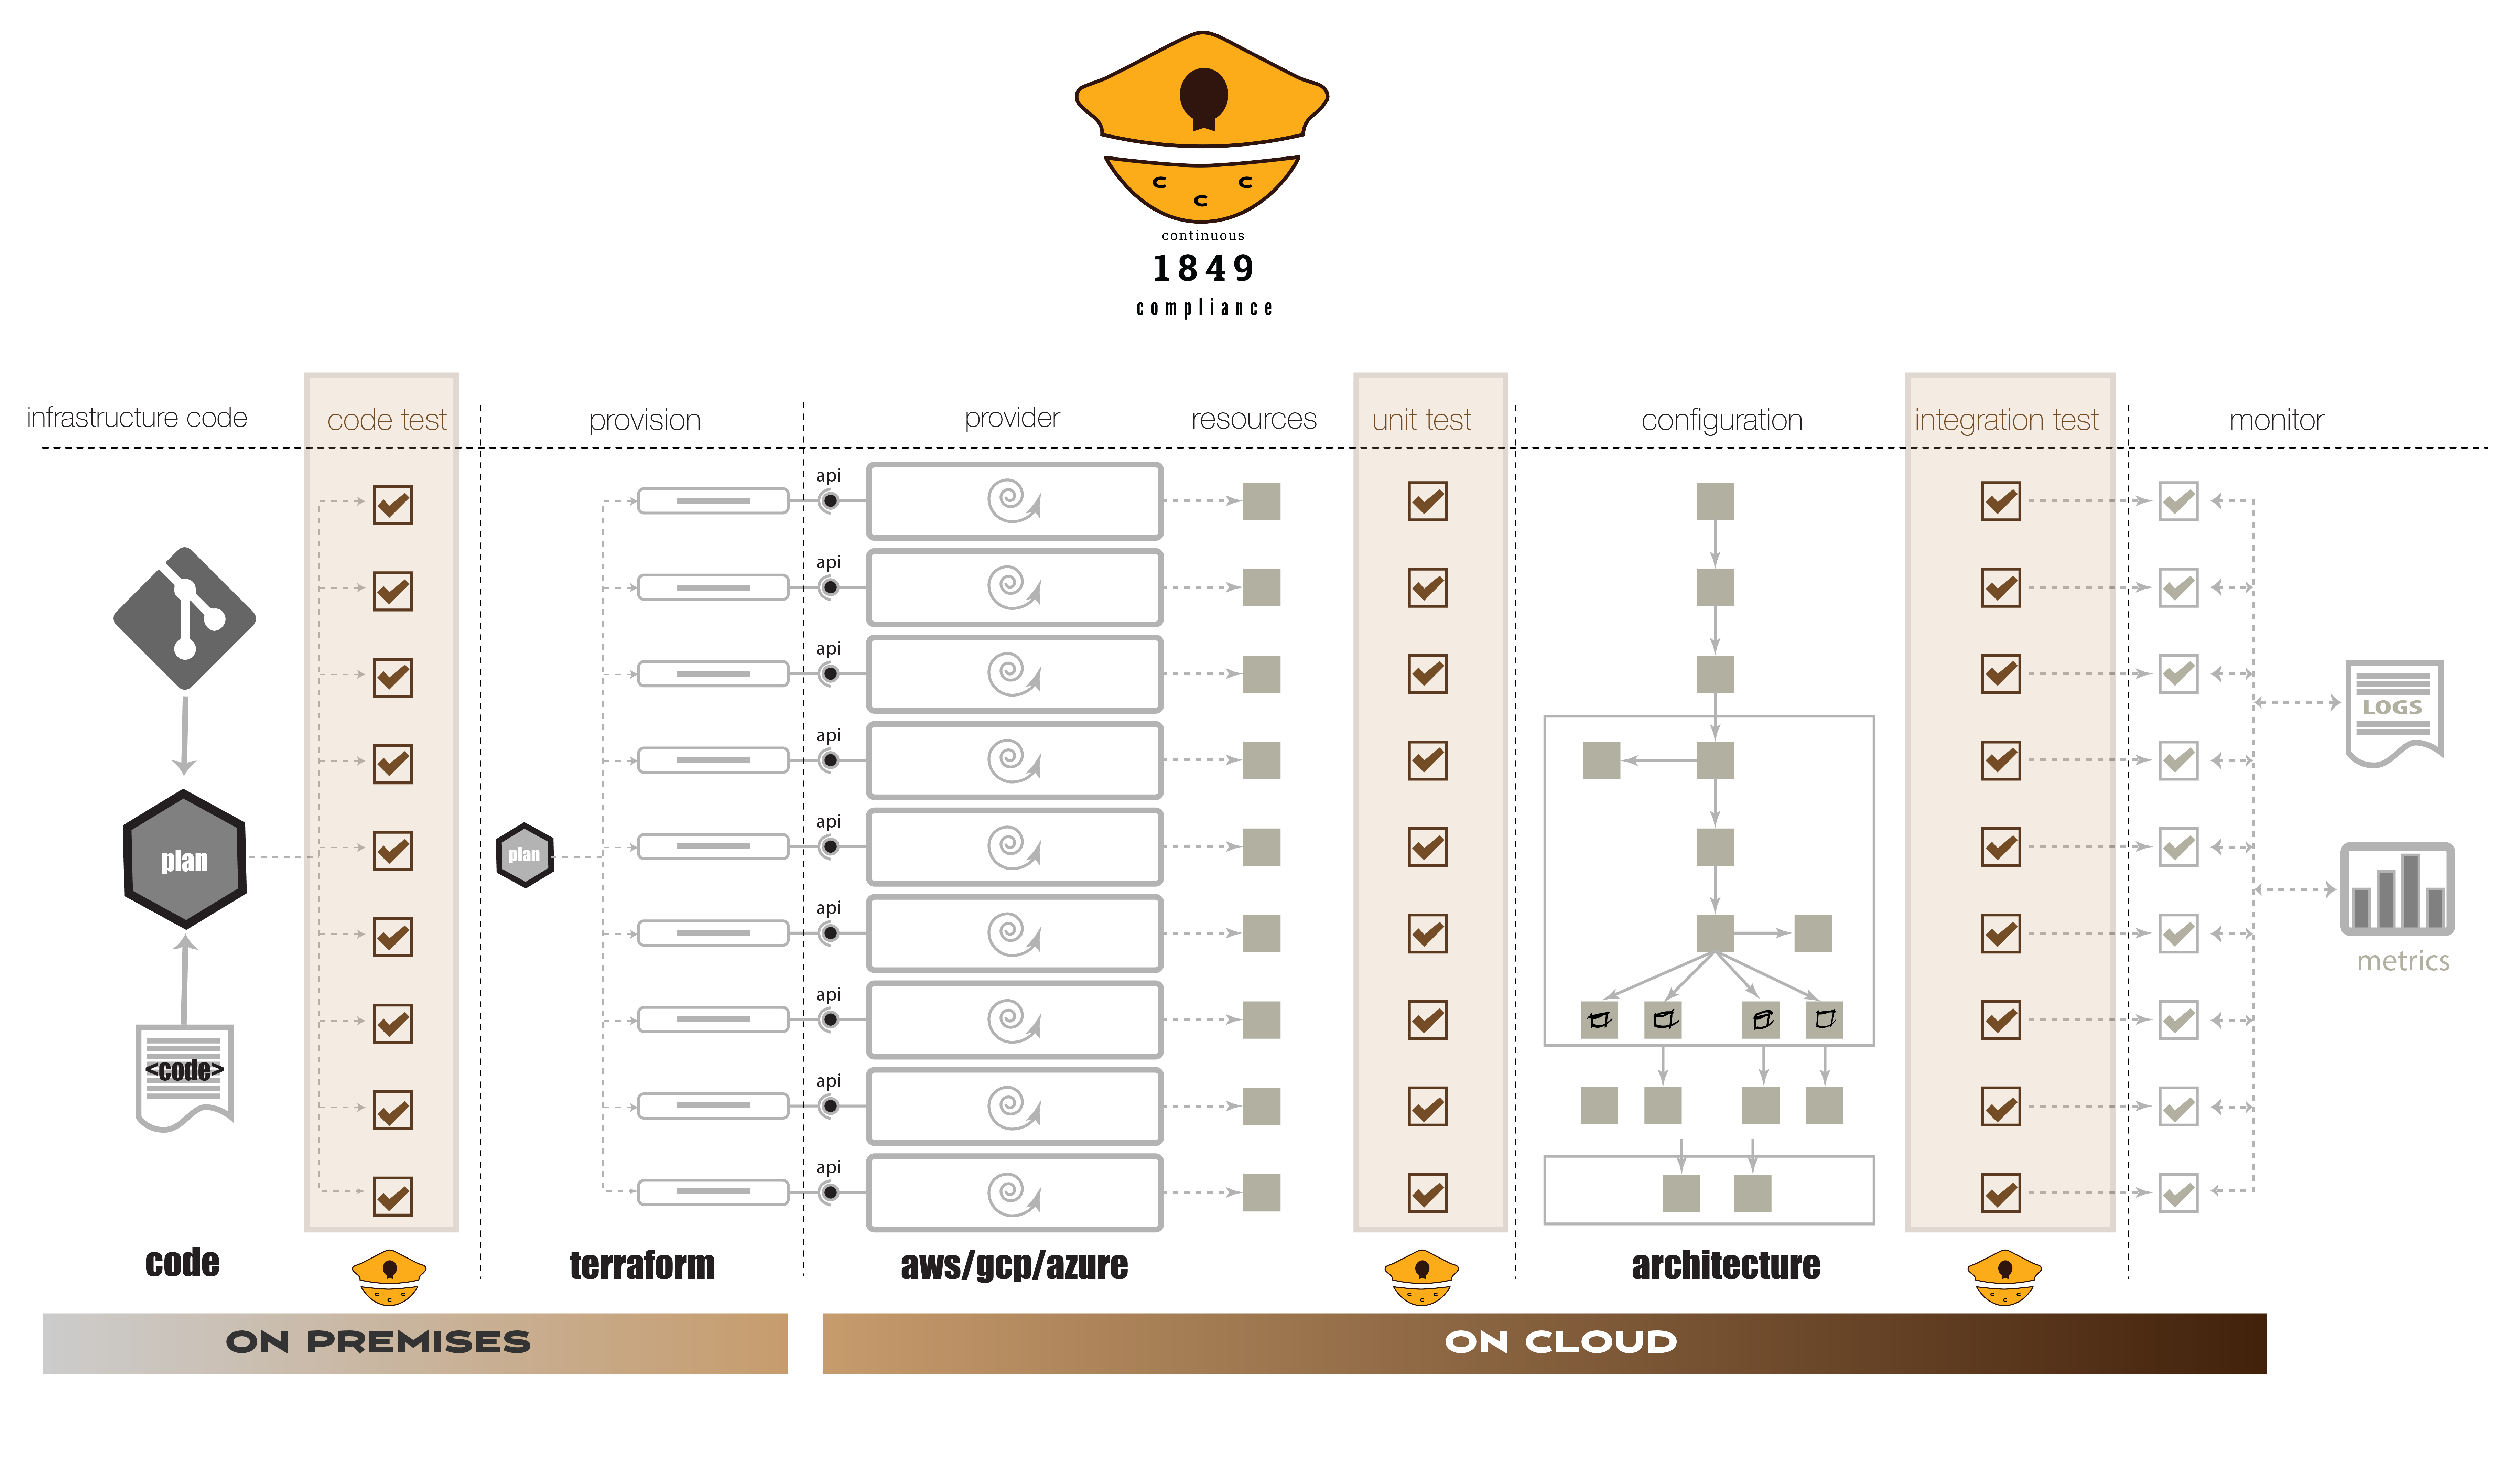 c c
c
continuous
1849
compliance
infrastructure code
code test
provision
provider
resources
unit test
configuration
integration test
monitor
api
api
api
api
api
api
api
api
api
plan
plan
<code>
LOGS
metrics
code
terraform
aws/gcp/azure
architecture
c c
c
c c
c
c c
c
ON PREMISES
ON CLOUD